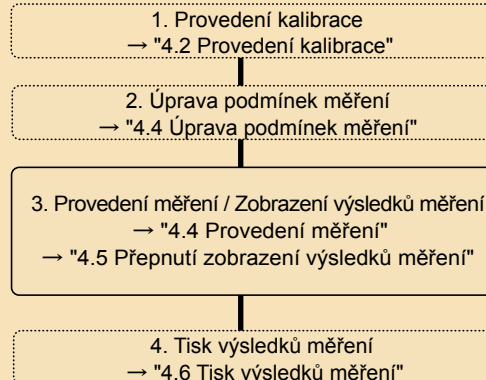 1. Provedení kalibrace
→ "4.2 Provedení kalibrace"
2. Úprava podmínek měření
→ "4.4 Úprava podmínek měření"
3. Provedení měření / Zobrazení výsledků měření
→ "4.4 Provedení měření"
→ "4.5 Přepnutí zobrazení výsledků měření"
4. Tisk výsledků měření
→ "4.6 Tisk výsledků měření"